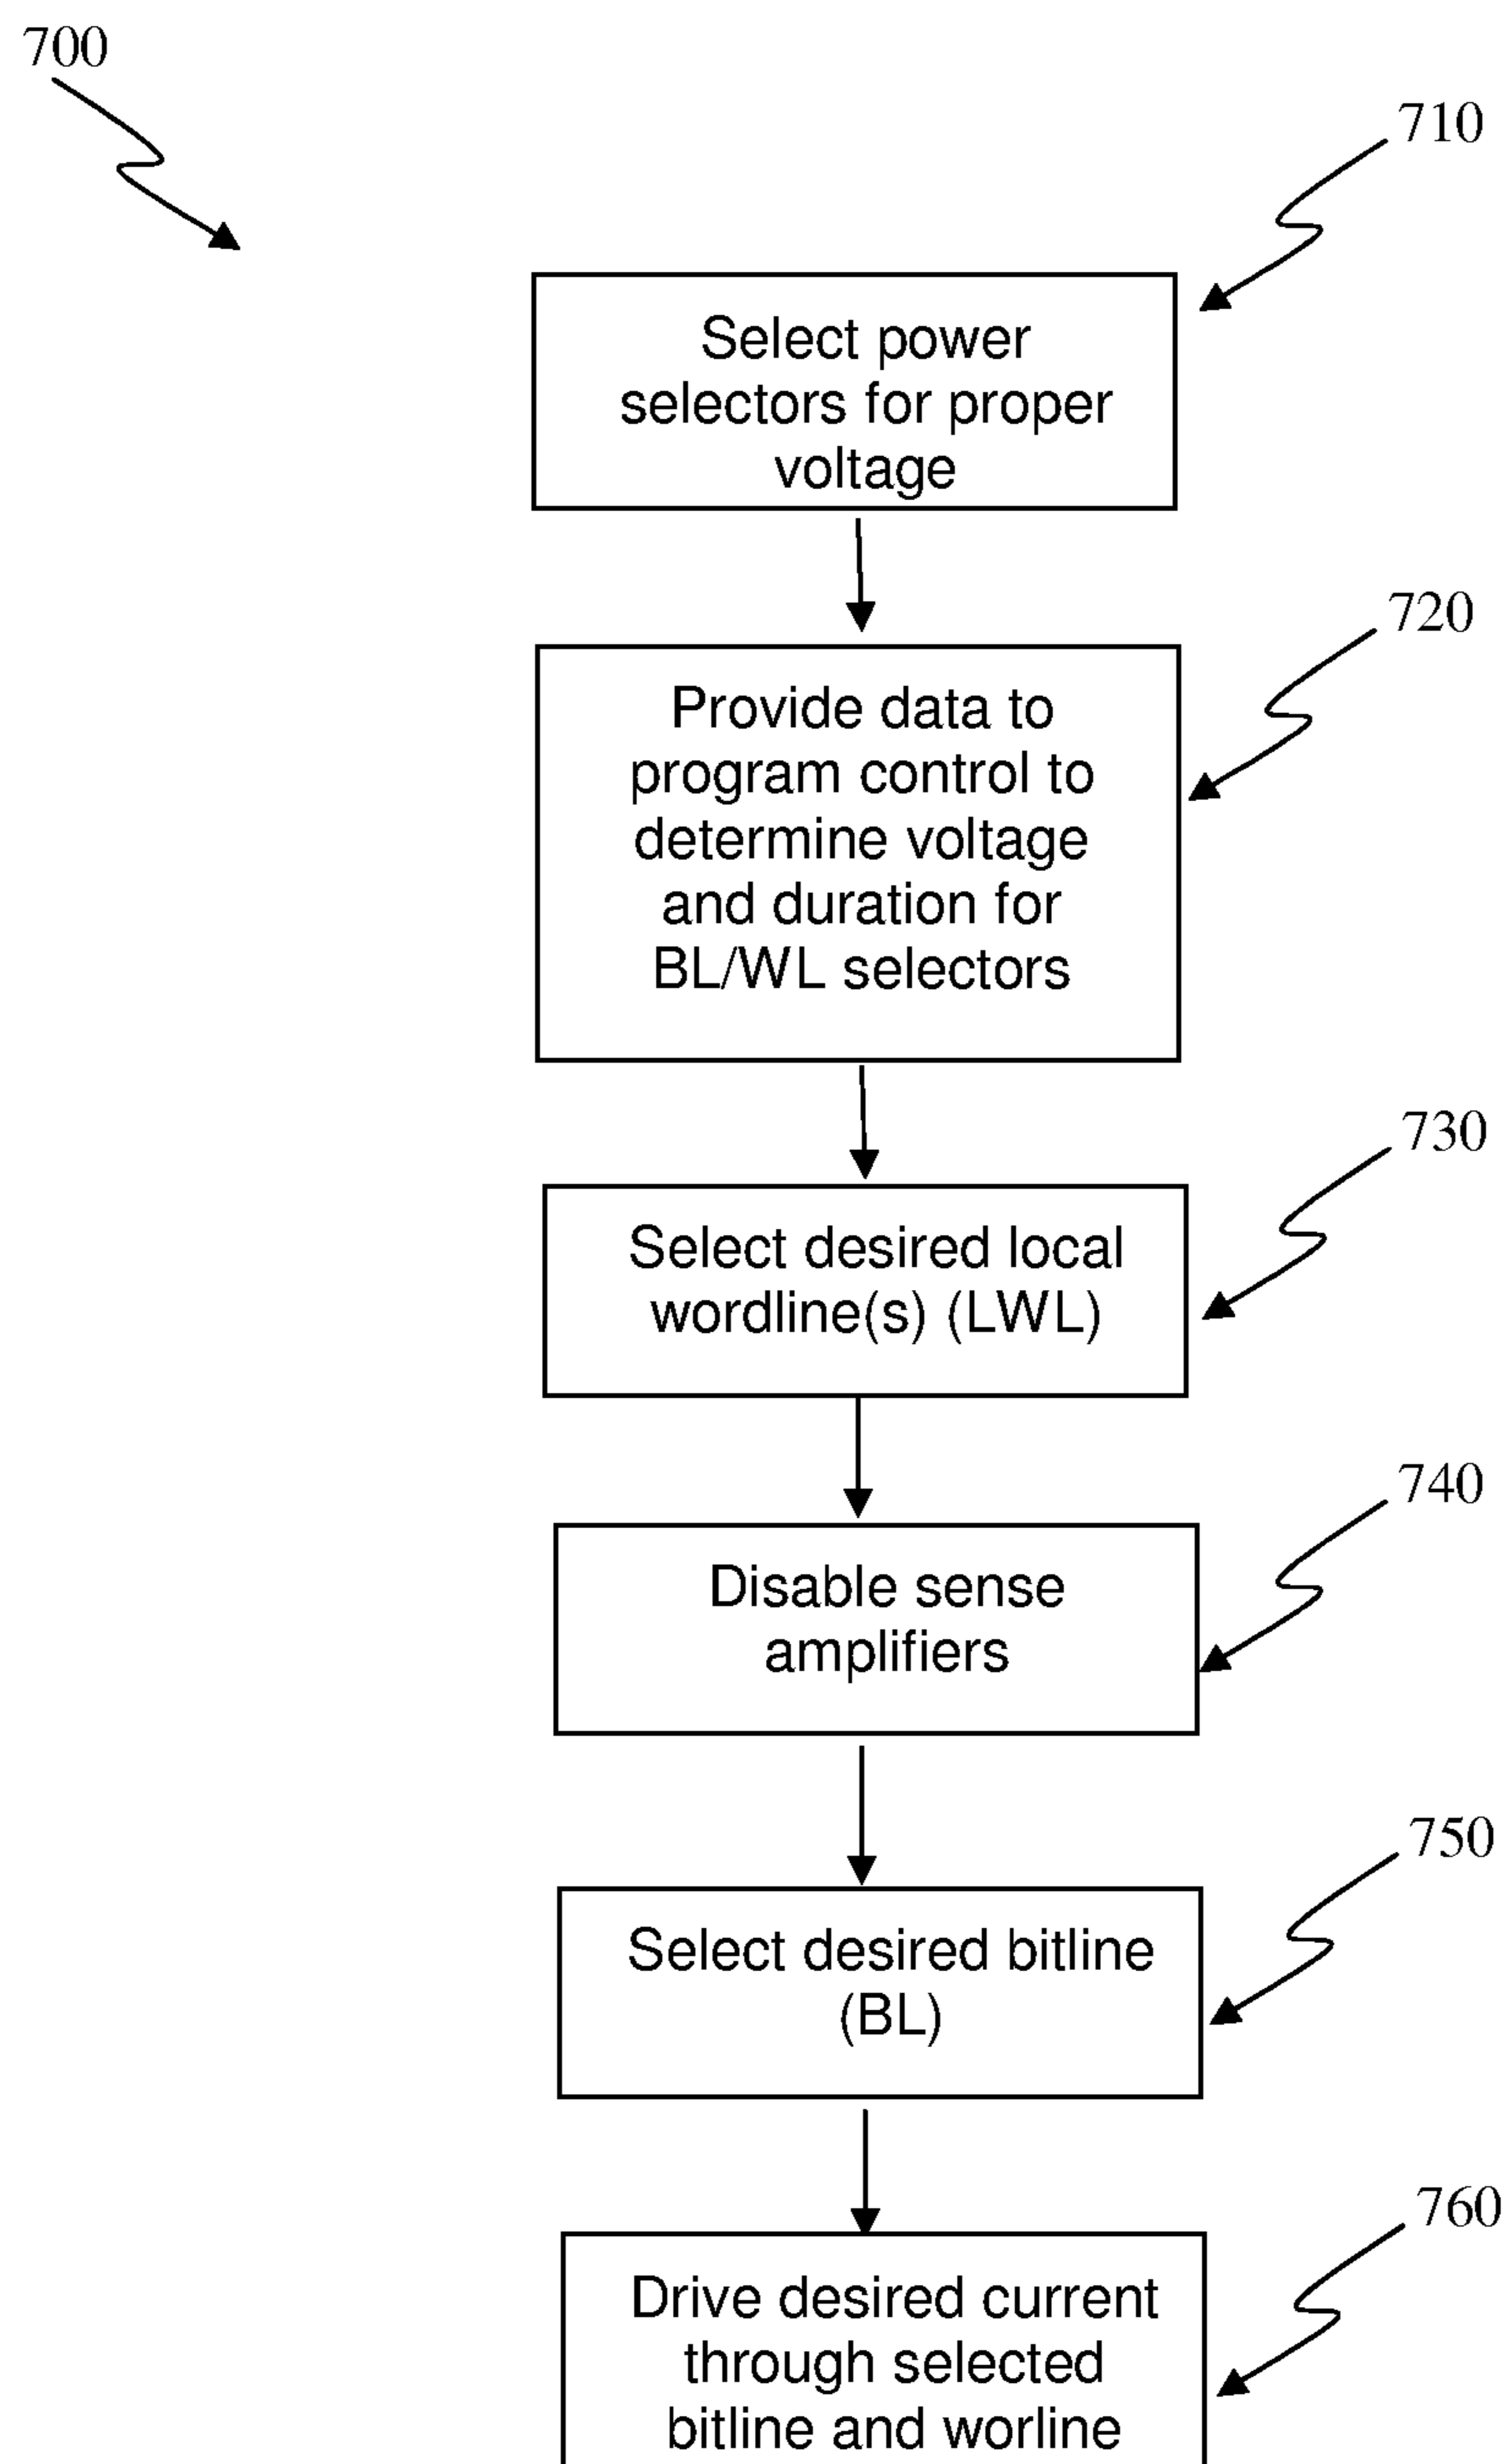 700
710
Select power
selectors for proper
voltage
720
Provide data to
program control to
determine voltage
and duration for
BL/WL selectors
730
Select desired local
wordline(s) (LWL)
740
Disable sense
amplifiers
750
Select desired bitline
(BL)
760
Drive desired current
through selected
bitline and worline